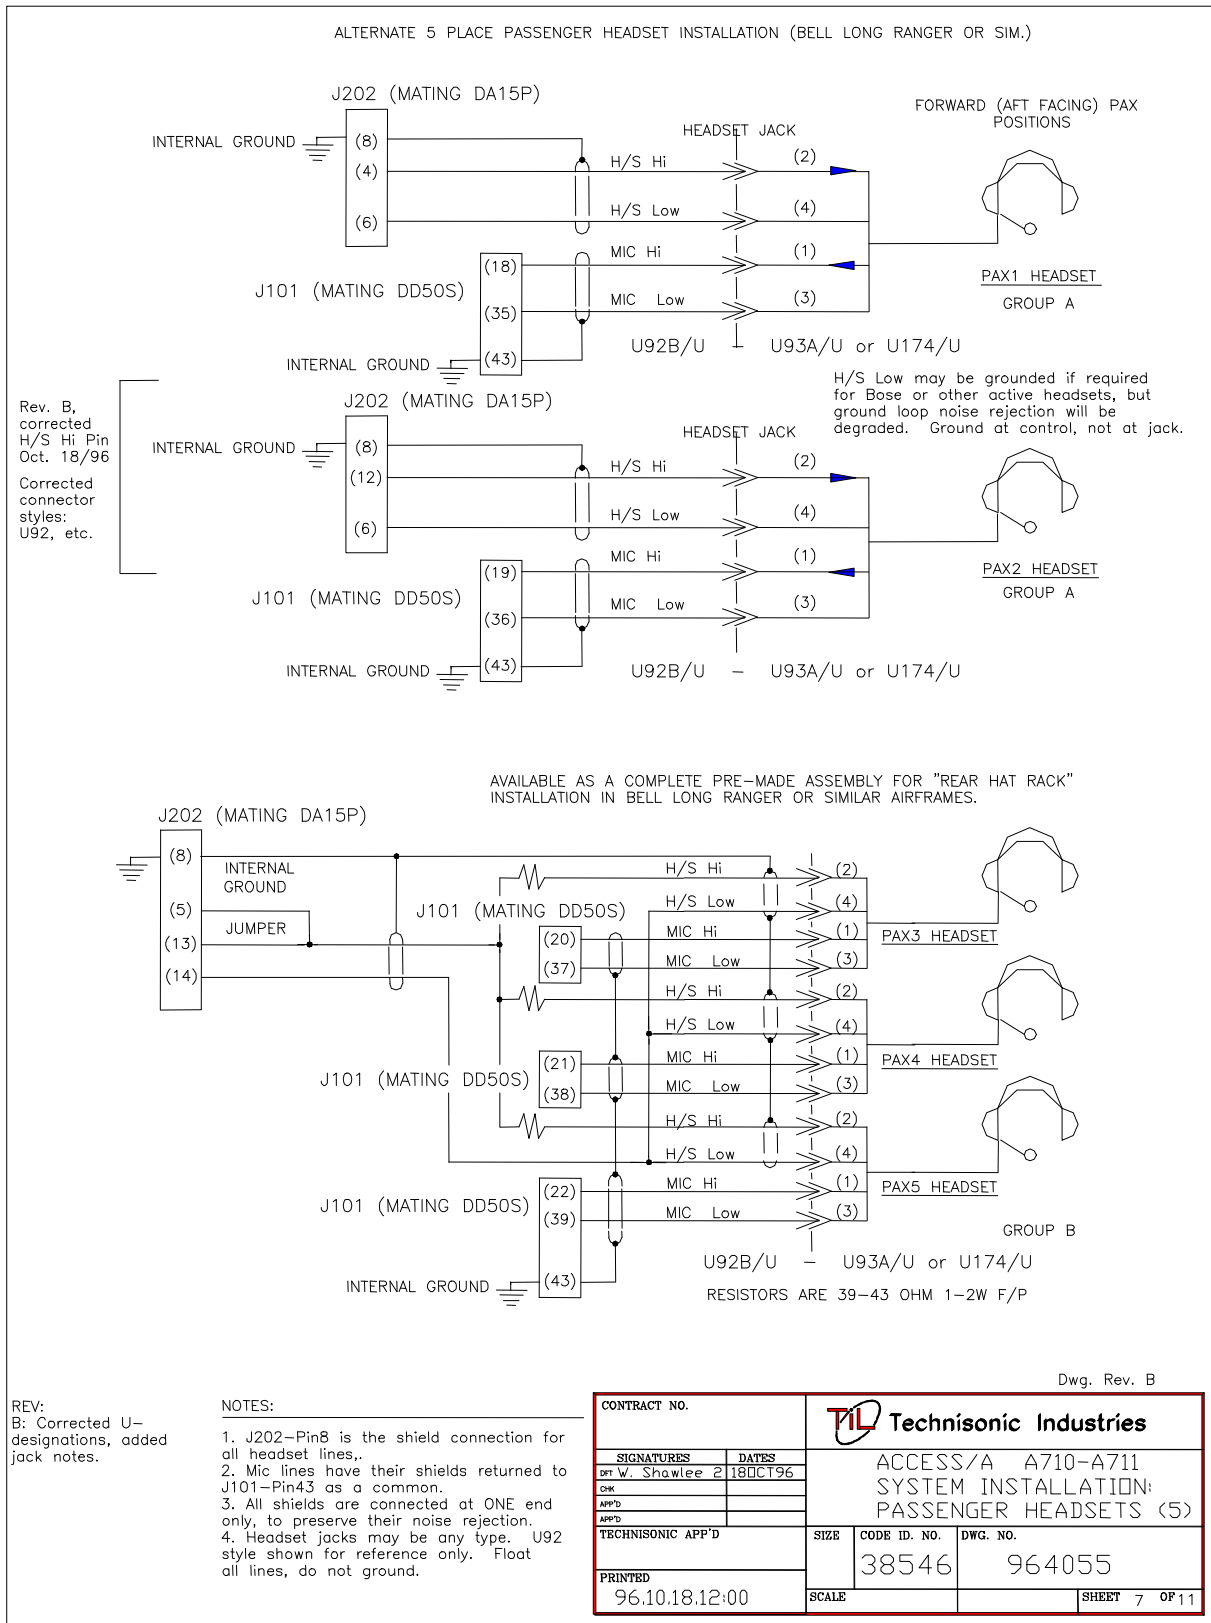 ALTERNATE 5 PLACE PASSENGER HEADSET INSTALLATION (BELL LONG RANGER OR SIM.)
J202 (MATING DA15P)
INTERNAL GROUND
(8)
(4)
(6)
HEADSET JACK
H/S Hi
(2)
H/S Low
(4)
MIC Hi
(1)
MIC Low
(3)
J101 (MATING DD50S)
(18)
(35)
(43)
INTERNAL GROUND
U92B/U – U93A/U or U174/U
FORWARD (AFT FACING) PAX
POSITIONS
PAX1 HEADSET
GROUP A
H/S Low may be grounded if required
for Bose or other active headsets, but
ground loop noise rejection will be
degraded. Ground at control, not at jack.
Rev. B,
corrected
H/S Hi Pin
Oct. 18/96
Corrected
connector
styles:
U92, etc.
J202 (MATING DA15P)
INTERNAL GROUND
(8)
(12)
(6)
HEADSET JACK
H/S Hi
(2)
H/S Low
(4)
MIC Hi
(1)
MIC Low
(3)
J101 (MATING DD50S)
(19)
(36)
(43)
INTERNAL GROUND
U92B/U – U93A/U or U174/U
PAX2 HEADSET
GROUP A
AVAILABLE AS A COMPLETE PRE-MADE ASSEMBLY FOR "REAR HAT RACK"
INSTALLATION IN BELL LONG RANGER OR SIMILAR AIRFRAMES.
J202 (MATING DA15P)
(8)
INTERNAL
GROUND
(5)
JUMPER
(13)
(14)
H/S Hi
(2)
H/S Low
(4)
J101 (MATING DD50S)
(20)
MIC Hi
(1)
(37)
MIC Low
(3)
PAX3 HEADSET
H/S Hi
(2)
H/S Low
(4)
J101 (MATING DD50S)
(21)
MIC Hi
(1)
(38)
MIC Low
(3)
PAX4 HEADSET
H/S Hi
(2)
H/S Low
(4)
J101 (MATING DD50S)
(22)
MIC Hi
(1)
(39)
MIC Low
(3)
PAX5 HEADSET
GROUP B
(43)
INTERNAL GROUND
U92B/U – U93A/U or U174/U
RESISTORS ARE 39-43 OHM 1-2W F/P
Dwg. Rev. B
REV:
B: Corrected U-
designations, added
jack notes.
NOTES:
1. J202-Pin8 is the shield connection for
all headset lines,.
2. Mic lines have their shields returned to
J101-Pin43 as a common.
3. All shields are connected at ONE end
only, to preserve their noise rejection.
4. Headset jacks may be any type. U92
style shown for reference only. Float
all lines, do not ground.
CONTRACT NO.
SIGNATURES DATES
DFT W. Shawlee 2 18OCT96
CHK
APP'D
APP'D
TECHNISONIC APP'D
PRINTED
96.10.18.12:00
TiL Technisonic Industries
ACCESS/A A710-A711
SYSTEM INSTALLATION:
PASSENGER HEADSETS (5)
SIZE
CODE ID. NO.
38546
DWG. NO.
964055
SCALE
SHEET 7 OF 11